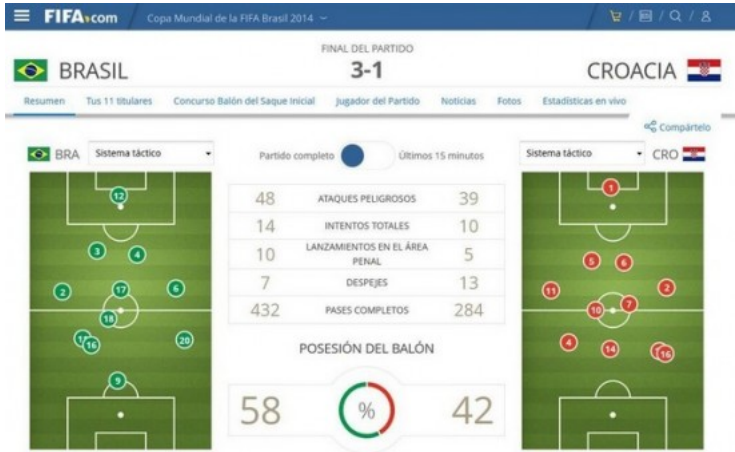 FIFA.com / Copa Mundial de la FIFA Brasil 2014
FINAL DEL PARTIDO
BRASIL 3-1 CROACIA
Resumen Tus 11 titulares Concurso Balón del Saque Inicial Jugador del Partido Noticias Fotos Estadísticas en vivo
Compártelo
BRA Sistema táctico Partido completo Últimos 15 minutos Sistema táctico CRO
48 ATAQUES PELIGROSOS 39
14 INTENTOS TOTALES 10
10 LANZAMIENTOS EN EL ÁREA PENAL 5
7 DESPEJES 13
432 PASES COMPLETOS 284
POSESIÓN DEL BALÓN
58 % 42
12
3 4
2 17 6
18
16 20
9
1
5 6
11 2
10 7
4 14 16